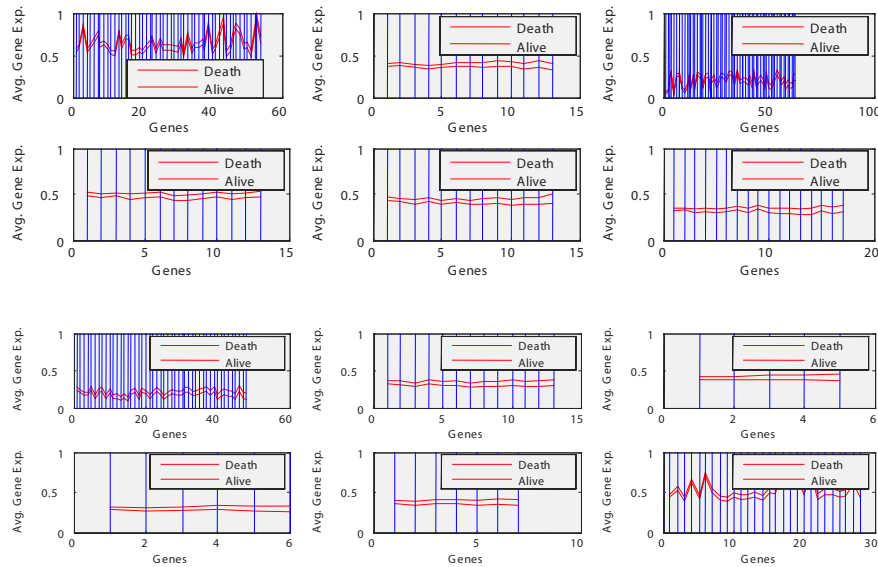 Avg. Gene Exp.
1
0.5
0
Death
Alive
0 20 40 60
Genes
Avg. Gene Exp.
1
0.5
0
Death
Alive
0 5 10 15
Genes
Avg. Gene Exp.
1
0.5
0
Death
Alive
0 50 100
Genes
Avg. Gene Exp.
1
0.5
0
Death
Alive
0 5 10 15
Genes
Avg. Gene Exp.
1
0.5
0
Death
Alive
0 5 10 15
Genes
Avg. Gene Exp.
1
0.5
0
Death
Alive
0 10 20
Genes
Avg. Gene Exp.
1
0.5
0
Death
Alive
0 20 40 60
Genes
Avg. Gene Exp.
1
0.5
0
Death
Alive
0 5 10 15
Genes
Avg. Gene Exp.
1
0.5
0
Death
Alive
0 2 4 6
Genes
Avg. Gene Exp.
1
0.5
0
Death
Alive
0 2 4 6
Genes
Avg. Gene Exp.
1
0.5
0
Death
Alive
0 5 10
Genes
Avg. Gene Exp.
1
0.5
0
Death
Alive
0 10 20 30
Genes